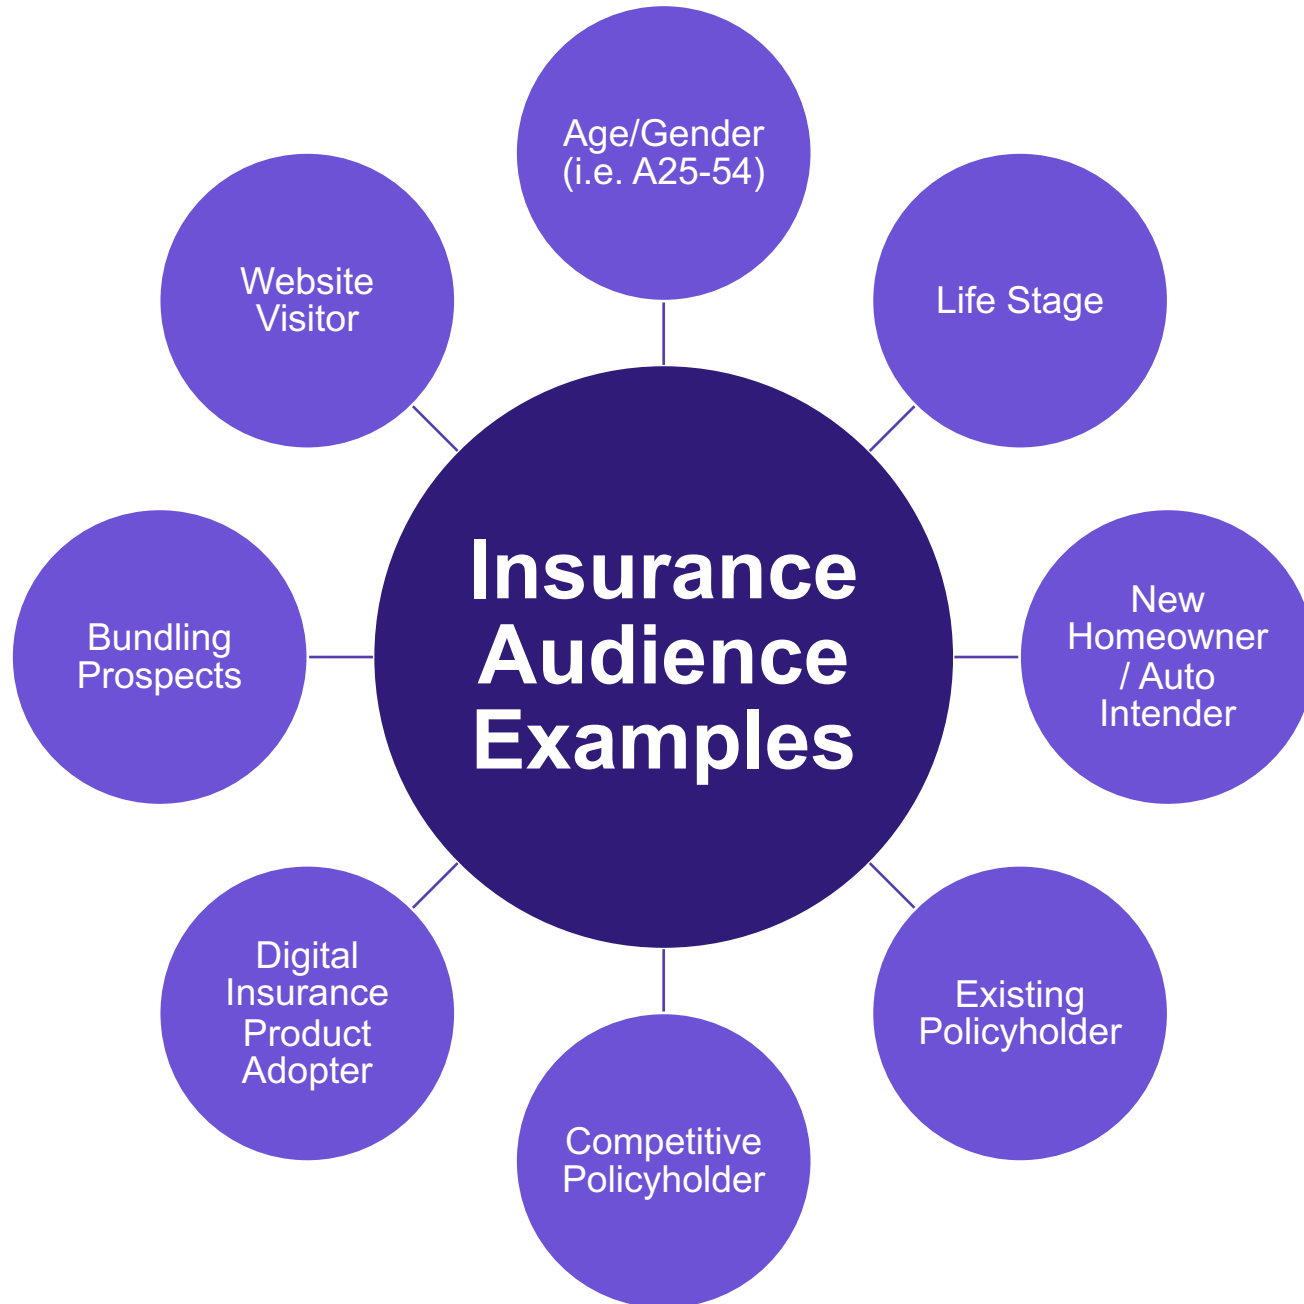 Age/Gender
(i.e. A25-54)
Life Stage
New
Homeowner
/ Auto
Intender
Existing
Policyholder
Competitive
Policyholder
Digital
Insurance
Product
Adopter
Bundling
Prospects
Website
Visitor
Insurance
Audience
Examples